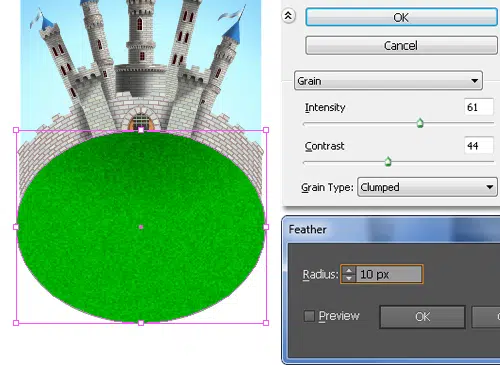 OK
Cancel
Grain
Intensity 61
Contrast 44
Grain Type: Clumped
Feather
Radius: 10 px
Preview OK